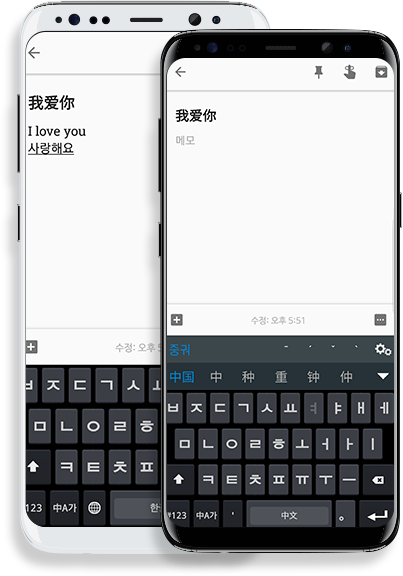 我爱你
I love you
사랑해요
수정: 오후 5
ㅂ ㅈ ㄷ ㄱ ㅅ
ㅁ ㄴ ㅇ ㄹ ㅎ
ㅋ ㅌ ㅊ ㅍ
123 中A가 한
我爱你
메모
수정: 오후 5:51
중궈 ˉ ˊ ˇ ˋ
中国 中 种 重 钟 仲
ㅂ ㅈ ㄷ ㄱ ㅅ ㅛ ㅕ ㅑ ㅐ ㅔ
ㅁ ㄴ ㅇ ㄹ ㅎ ㅗ ㅓ ㅏ ㅣ
ㅋ ㅌ ㅊ ㅍ ㅠ ㅜ ㅡ
*123 中A가 ' 中文 。